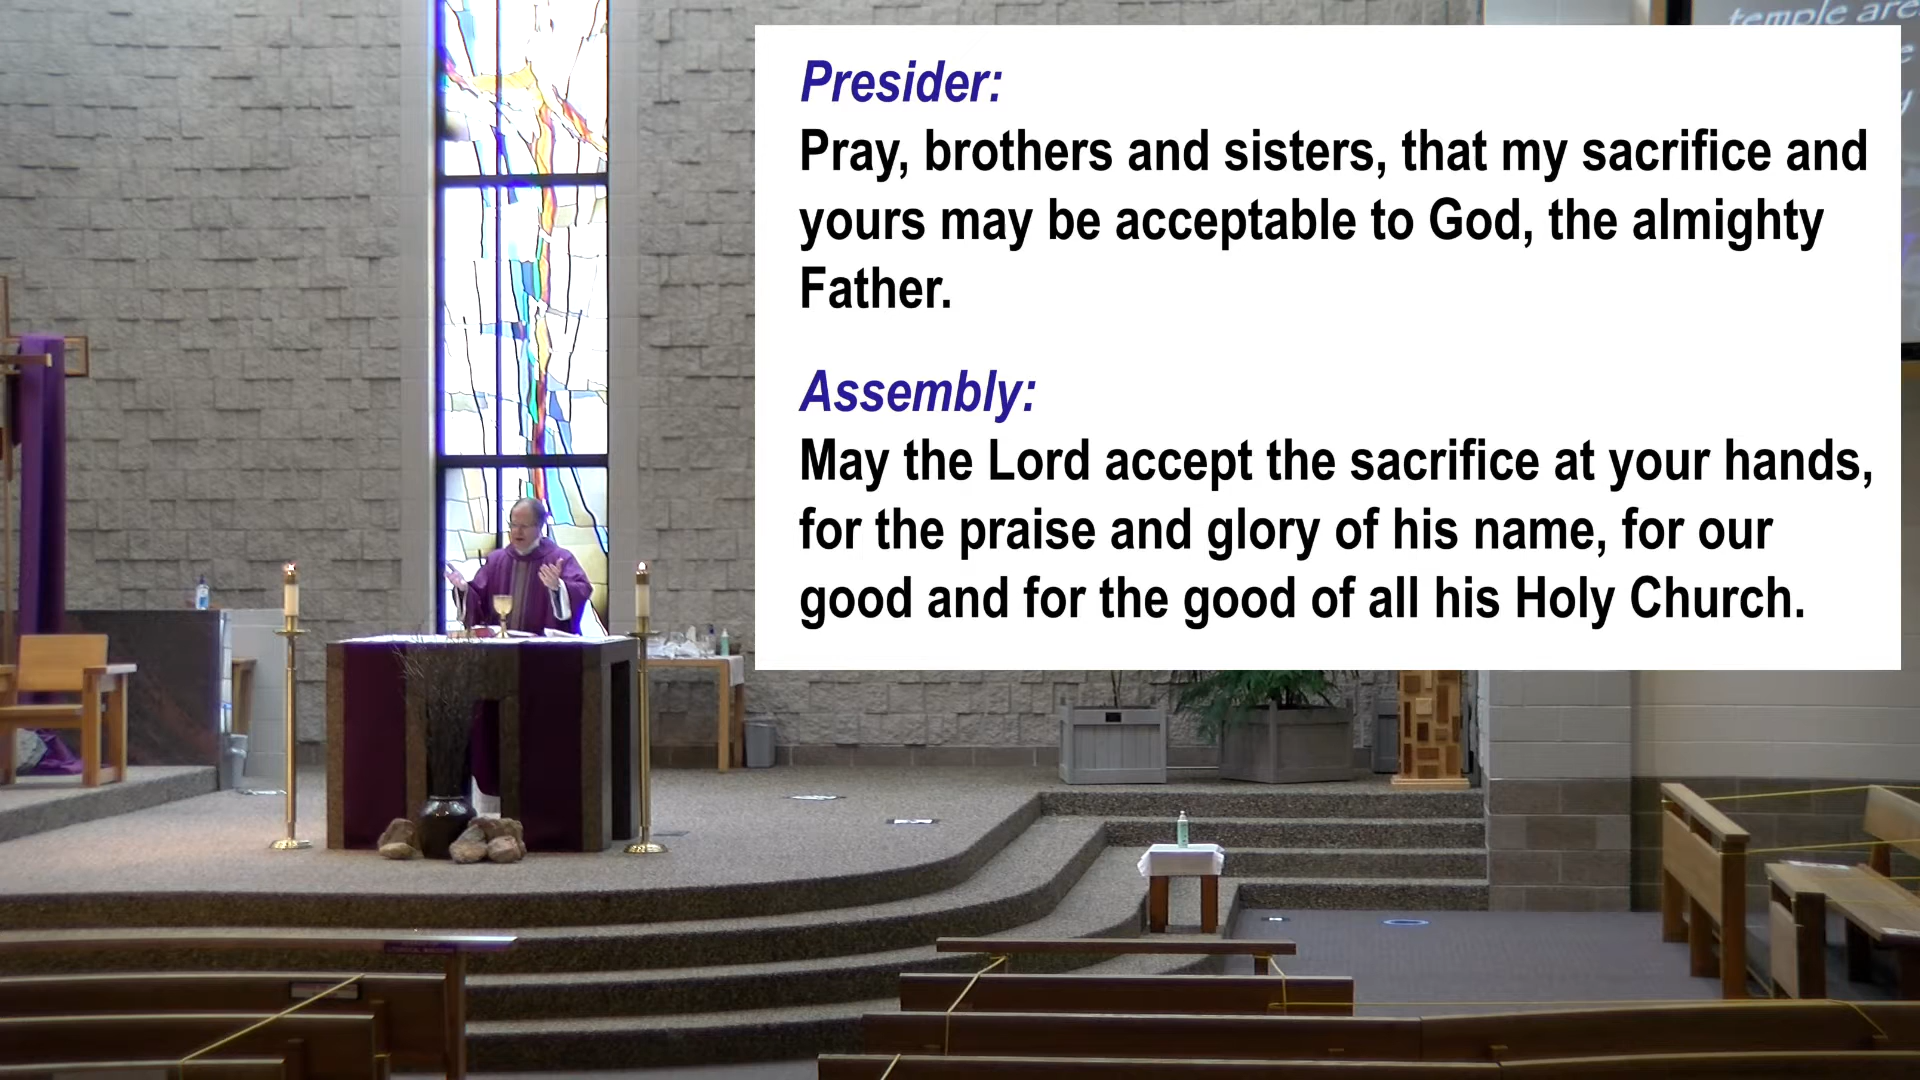 temple are
Presider:
Pray, brothers and sisters, that my sacrifice and
yours may be acceptable to God, the almighty
Father.
Assembly:
May the Lord accept the sacrifice at your hands,
for the praise and glory of his name, for our
good and for the good of all his Holy Church.